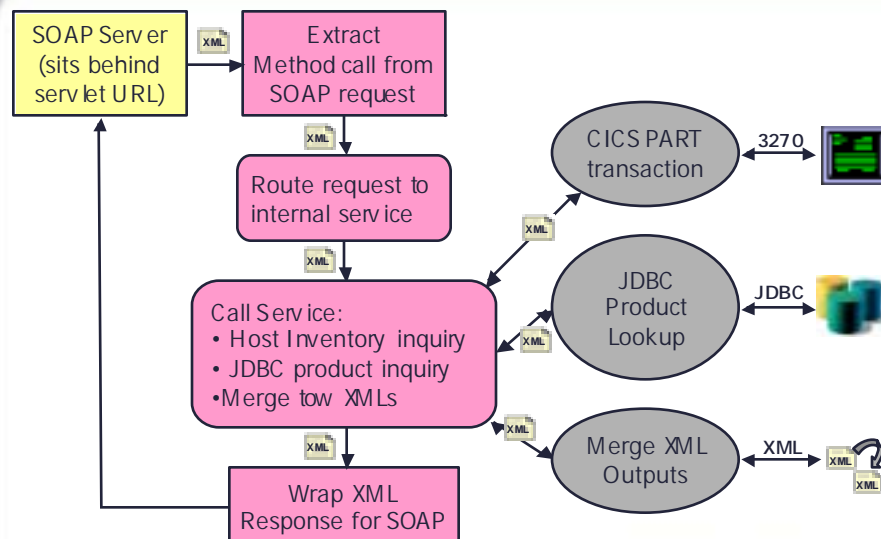 SOAP Server
(sits behind
servlet URL)
XML
Extract
Method call from
SOAP request
XML
Route request to
internal service
XML
Call Service:
• Host Inventory inquiry
• JDBC product inquiry
•Merge tow XMLs
XML
Wrap XML
Response for SOAP
XML
CICS PART
transaction
3270
XML
JDBC
Product
Lookup
JDBC
XML
Merge XML
Outputs
XML
XML
XML